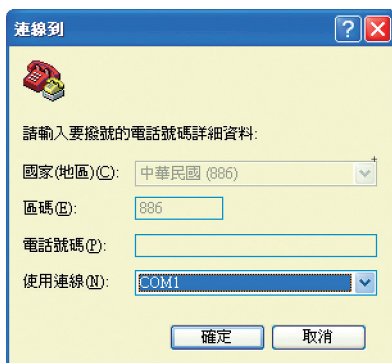 連線到
請輸入要撥號的電話號碼詳細資料:
國家(地區)(C): 中華民國 (886)
區碼(E): 886
電話號碼(P):
使用連線(N): COM1
確定 取消